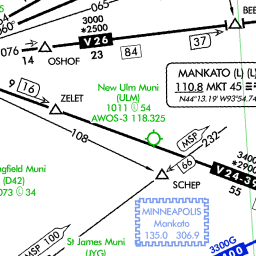 065
3000
*2500
BEE
076
V26
37
84
14
OSHOF
23
MANKATO (L) (L)
110.8 MKT 45
N44°13.19' W93°54.74
9
16
ZELET
New Ulm Muni
(ULM)
1011 54
AWOS-3 118.325
108
MSP
232
ngfield Muni
(D42)
073 34
66
3400
*2900
V24-39
55
SCHEP
MINNEAPOLIS
Mankato
135.0 306.9
MSP 100
St James Muni
(JYG)
3300G